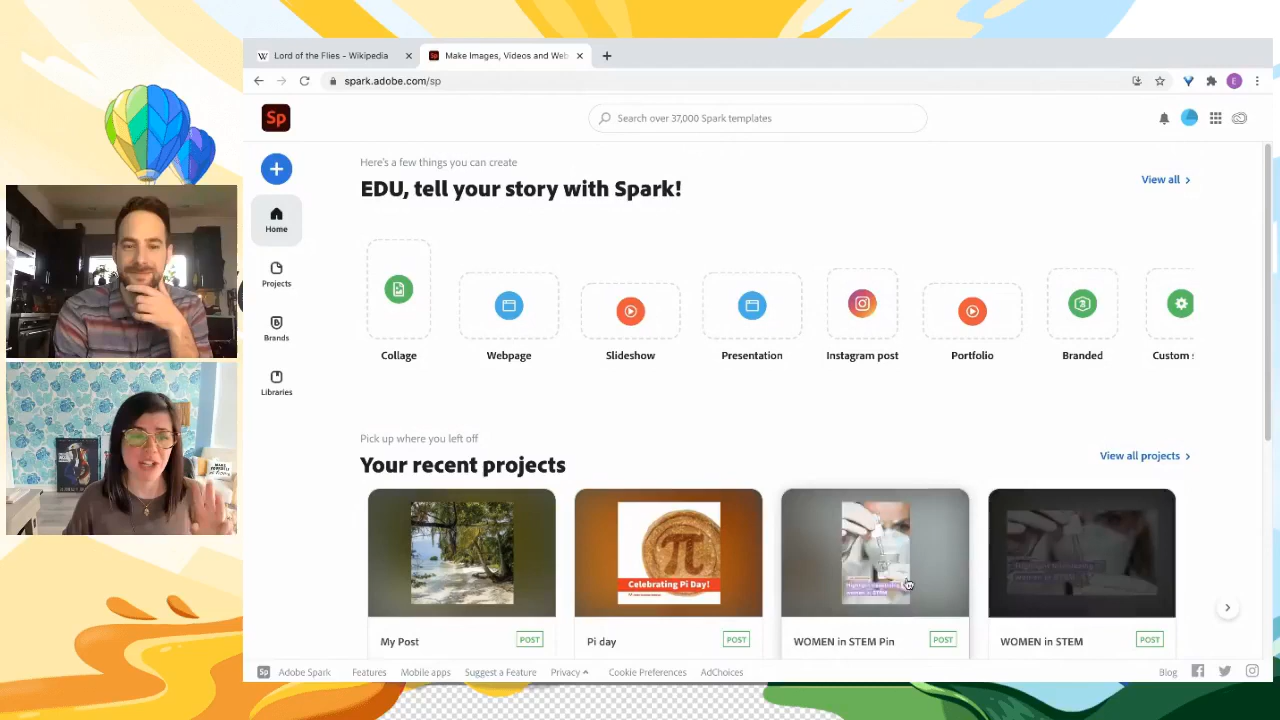 Lord of the Flies - Wikipedia
Make Images, Videos and Web
spark.adobe.com/sp
Sp
Search over 37,000 Spark templates
Here's a few things you can create
EDU, tell your story with Spark!
View all
Home
Projects
Brands
Libraries
Collage
Webpage
Slideshow
Presentation
Instagram post
Portfolio
Branded
Custom s
Pick up where you left off
Your recent projects
View all projects
Celebrating Pi Day!
My Post
POST
Pi day
POST
WOMEN in STEM Pin
POST
WOMEN in STEM
POST
Sp
Adobe Spark
Features
Mobile apps
Suggest a Feature
Privacy
Cookie Preferences
AdChoices
Blog